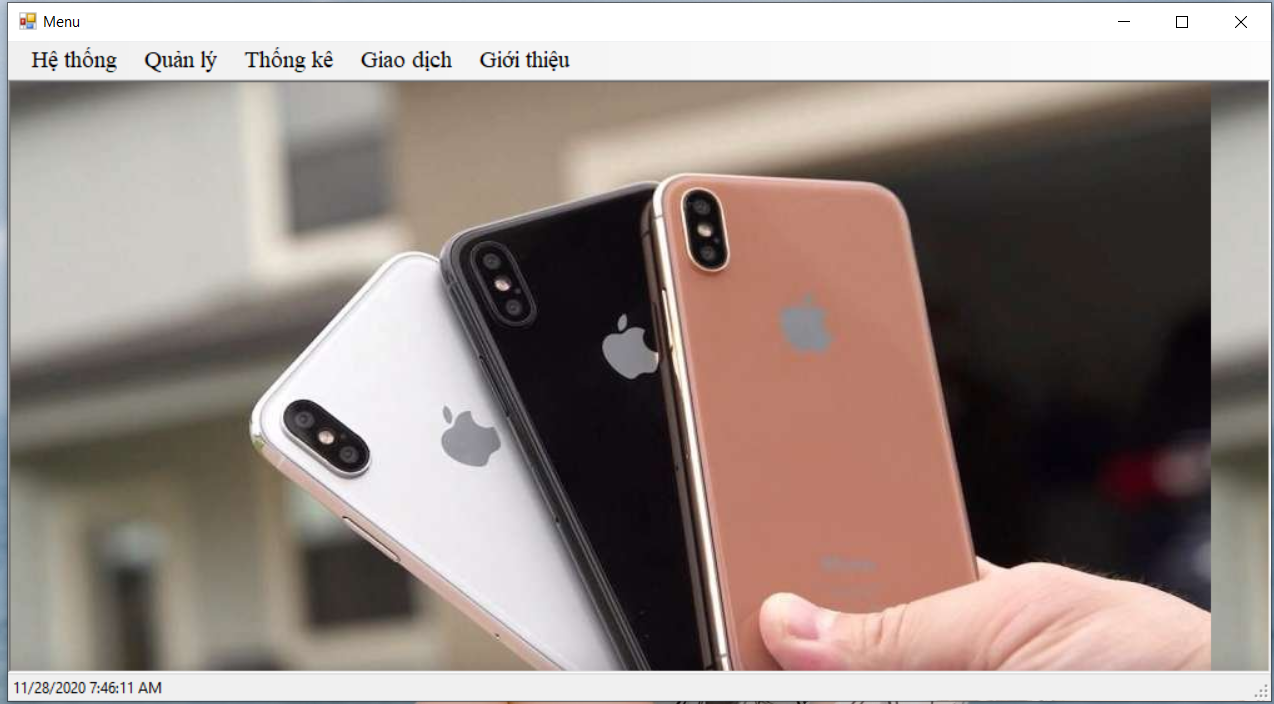 Menu
Hệ thống Quản lý Thống kê Giao dịch Giới thiệu
11/28/2020 7:46:11 AM